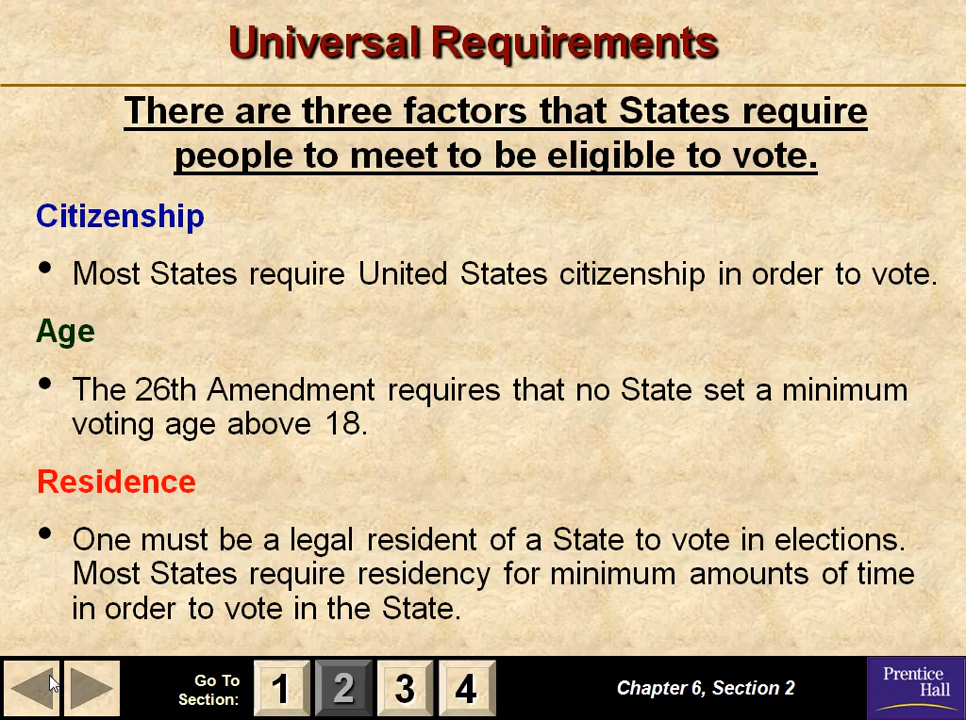 Universal Requirements
There are three factors that States require
people to meet to be eligible to vote.
Citizenship
• Most States require United States citizenship in order to vote.
Age
• The 26th Amendment requires that no State set a minimum
voting age above 18.
Residence
• One must be a legal resident of a State to vote in elections.
Most States require residency for minimum amounts of time
in order to vote in the State.
Go To
Section:
1 2 3 4
Chapter 6, Section 2
Prentice
Hall